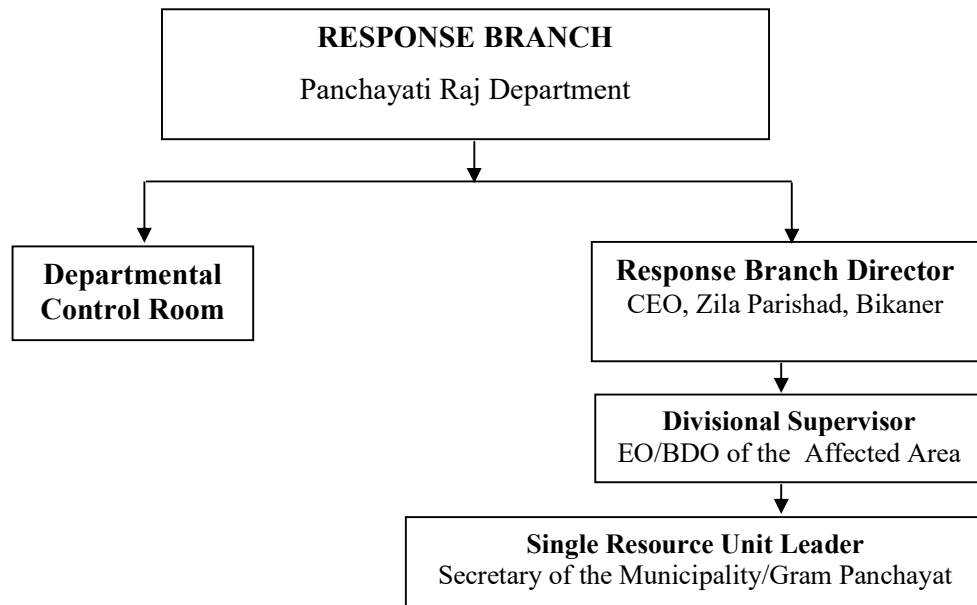 RESPONSE BRANCH
Panchayati Raj Department
Departmental
Control Room
Response Branch Director
CEO, Zila Parishad, Bikaner
Divisional Supervisor
EO/BDO of the Affected Area
Single Resource Unit Leader
Secretary of the Municipality/Gram Panchayat